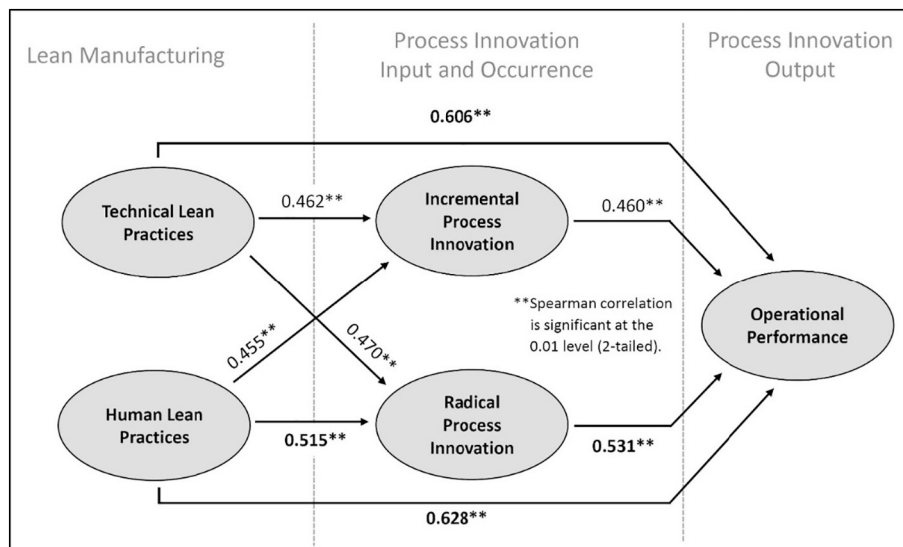 Lean Manufacturing
Process Innovation
Input and Occurrence
Process Innovation
Output
0.606**
Technical Lean
Practices
0.462**
Incremental
Process
Innovation
0.460**
**Spearman correlation
is significant at the
0.01 level (2-tailed).
Operational
Performance
0.455**
0.470**
Human Lean
Practices
0.515**
Radical
Process
Innovation
0.531**
0.628**